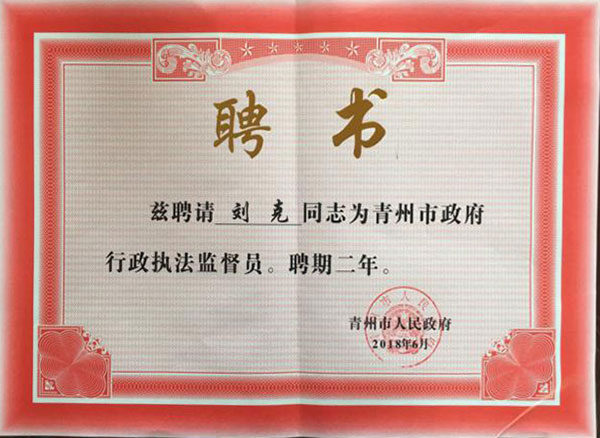 聘书
兹聘请 刘克 同志为青州市政府
行政执法监督员。聘期二年。
青州市人民政府
2018年6月